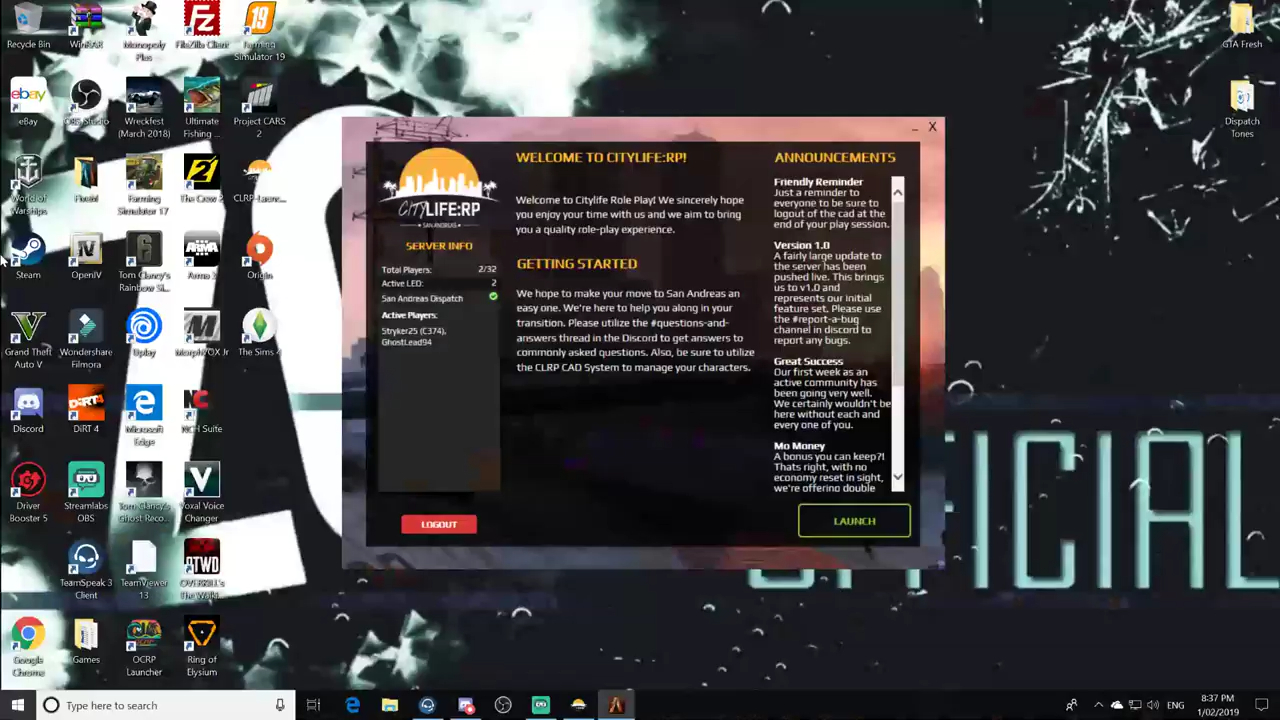 Recycle Bin
WinRAR
Monopoly
Plus
FileZilla Client
Farming
Simulator 19
eBay
OBS Studio
Wreckfest
(March 2018)
Ultimate
Fishing ...
Project CARS
2
World of
Warships
FiveM
Farming
Simulator 17
The Crew 2
CLRP-Laun...
Steam
OpenIV
Tom Clancy's
Rainbow Si...
Arma 3
Origin
Grand Theft
Auto V
Wondershare
Filmora
Uplay
MorphVOX Jr
The Sims 4
Discord
DiRT 4
Microsoft
Edge
NCH Suite
Driver
Booster 5
Streamlabs
OBS
Tom Clancy's
Ghost Reco...
Voxal Voice
Changer
TeamSpeak 3
Client
TeamViewer
13
OVERKILL's
The Walki...
Google
Chrome
Games
OCRP
Launcher
Ring of
Elysium
GTA Fresh
Dispatch
Tones
CITYLIFE:RP
SAN ANDREAS
SERVER INFO
Total Players: 2/32
Active LEO: 2
San Andreas Dispatch
Active Players:
Stryker25 (C374),
GhostLead94
LOGOUT
WELCOME TO CITYLIFE:RP!
Welcome to Citylife Role Play! We sincerely hope
you enjoy your time with us and we aim to bring
you a quality role-play experience.
GETTING STARTED
We hope to make your move to San Andreas an
easy one. We're here to help you along in your
transition. Please utilize the #questions-and-
answers thread in the Discord to get answers to
commonly asked questions. Also, be sure to utilize
the CLRP CAD System to manage your characters.
ANNOUNCEMENTS
Friendly Reminder
Just a reminder to
everyone to be sure to
logout of the cad at the
end of your play session.
Version 1.0
A fairly large update to
the server has been
pushed live. This brings
us to v1.0 and
represents our initial
feature set. Please use
the #report-a-bug
channel in discord to
report any bugs.
Great Success
Our first week as an
active community has
been going very well.
We certainly wouldn't be
here without each and
every one of you.
Mo Money
A bonus you can keep?!
Thats right, with no
economy reset in sight,
we're offering double
LAUNCH
Type here to search
ENG
8:37 PM
1/02/2019